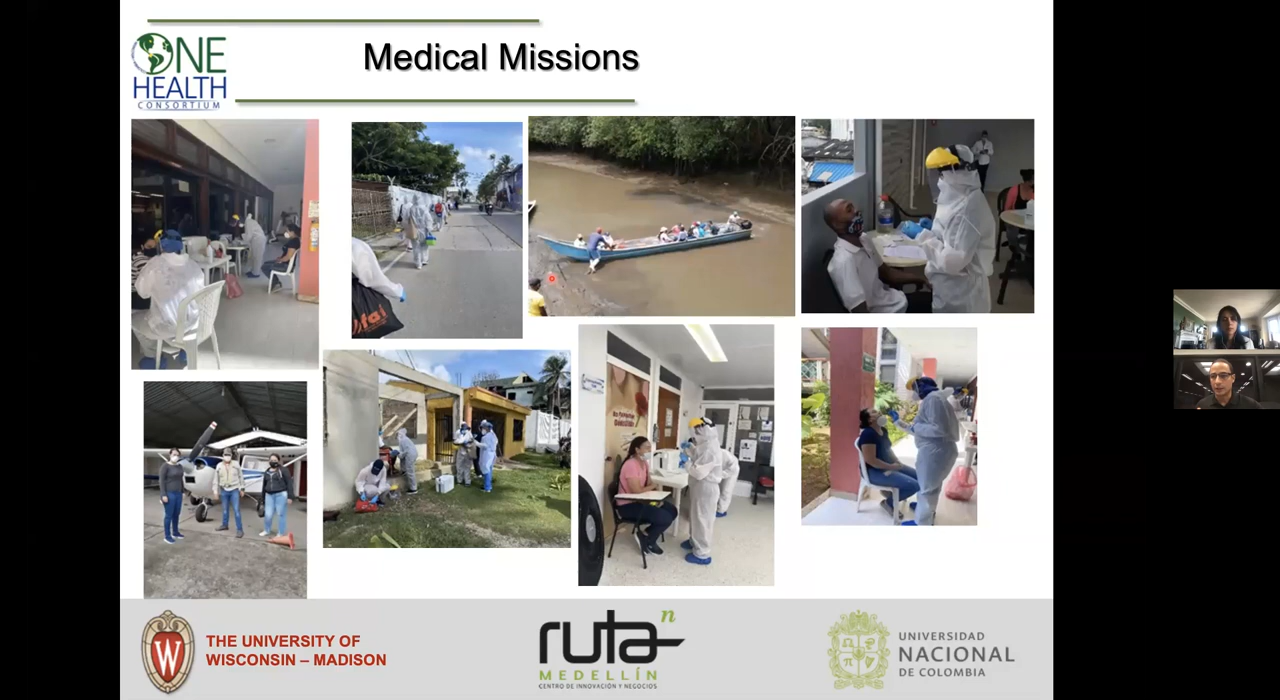 ONE
HEALTH
CONSORTIUM
Medical Missions
THE UNIVERSITY OF
WISCONSIN – MADISON
W
ruta n
MEDELLÍN
CENTRO DE INNOVACIÓN Y NEGOCIOS
UNIVERSIDAD
NACIONAL
DE COLOMBIA